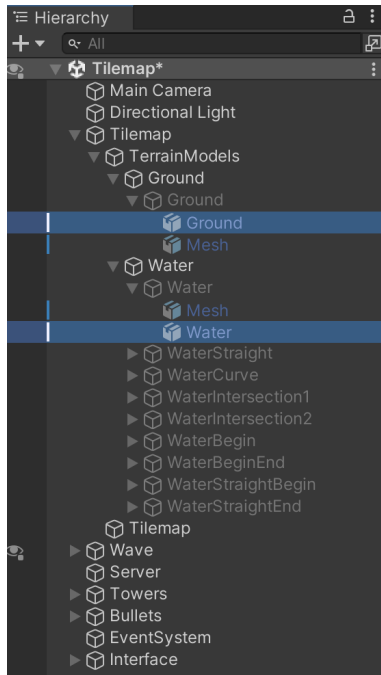 Hierarchy
All
Tilemap*
Main Camera
Directional Light
Tilemap
TerrainModels
Ground
Ground
Ground
Mesh
Water
Water
Mesh
Water
WaterStraight
WaterCurve
WaterIntersection1
WaterIntersection2
WaterBegin
WaterBeginEnd
WaterStraightBegin
WaterStraightEnd
Tilemap
Wave
Server
Towers
Bullets
EventSystem
Interface